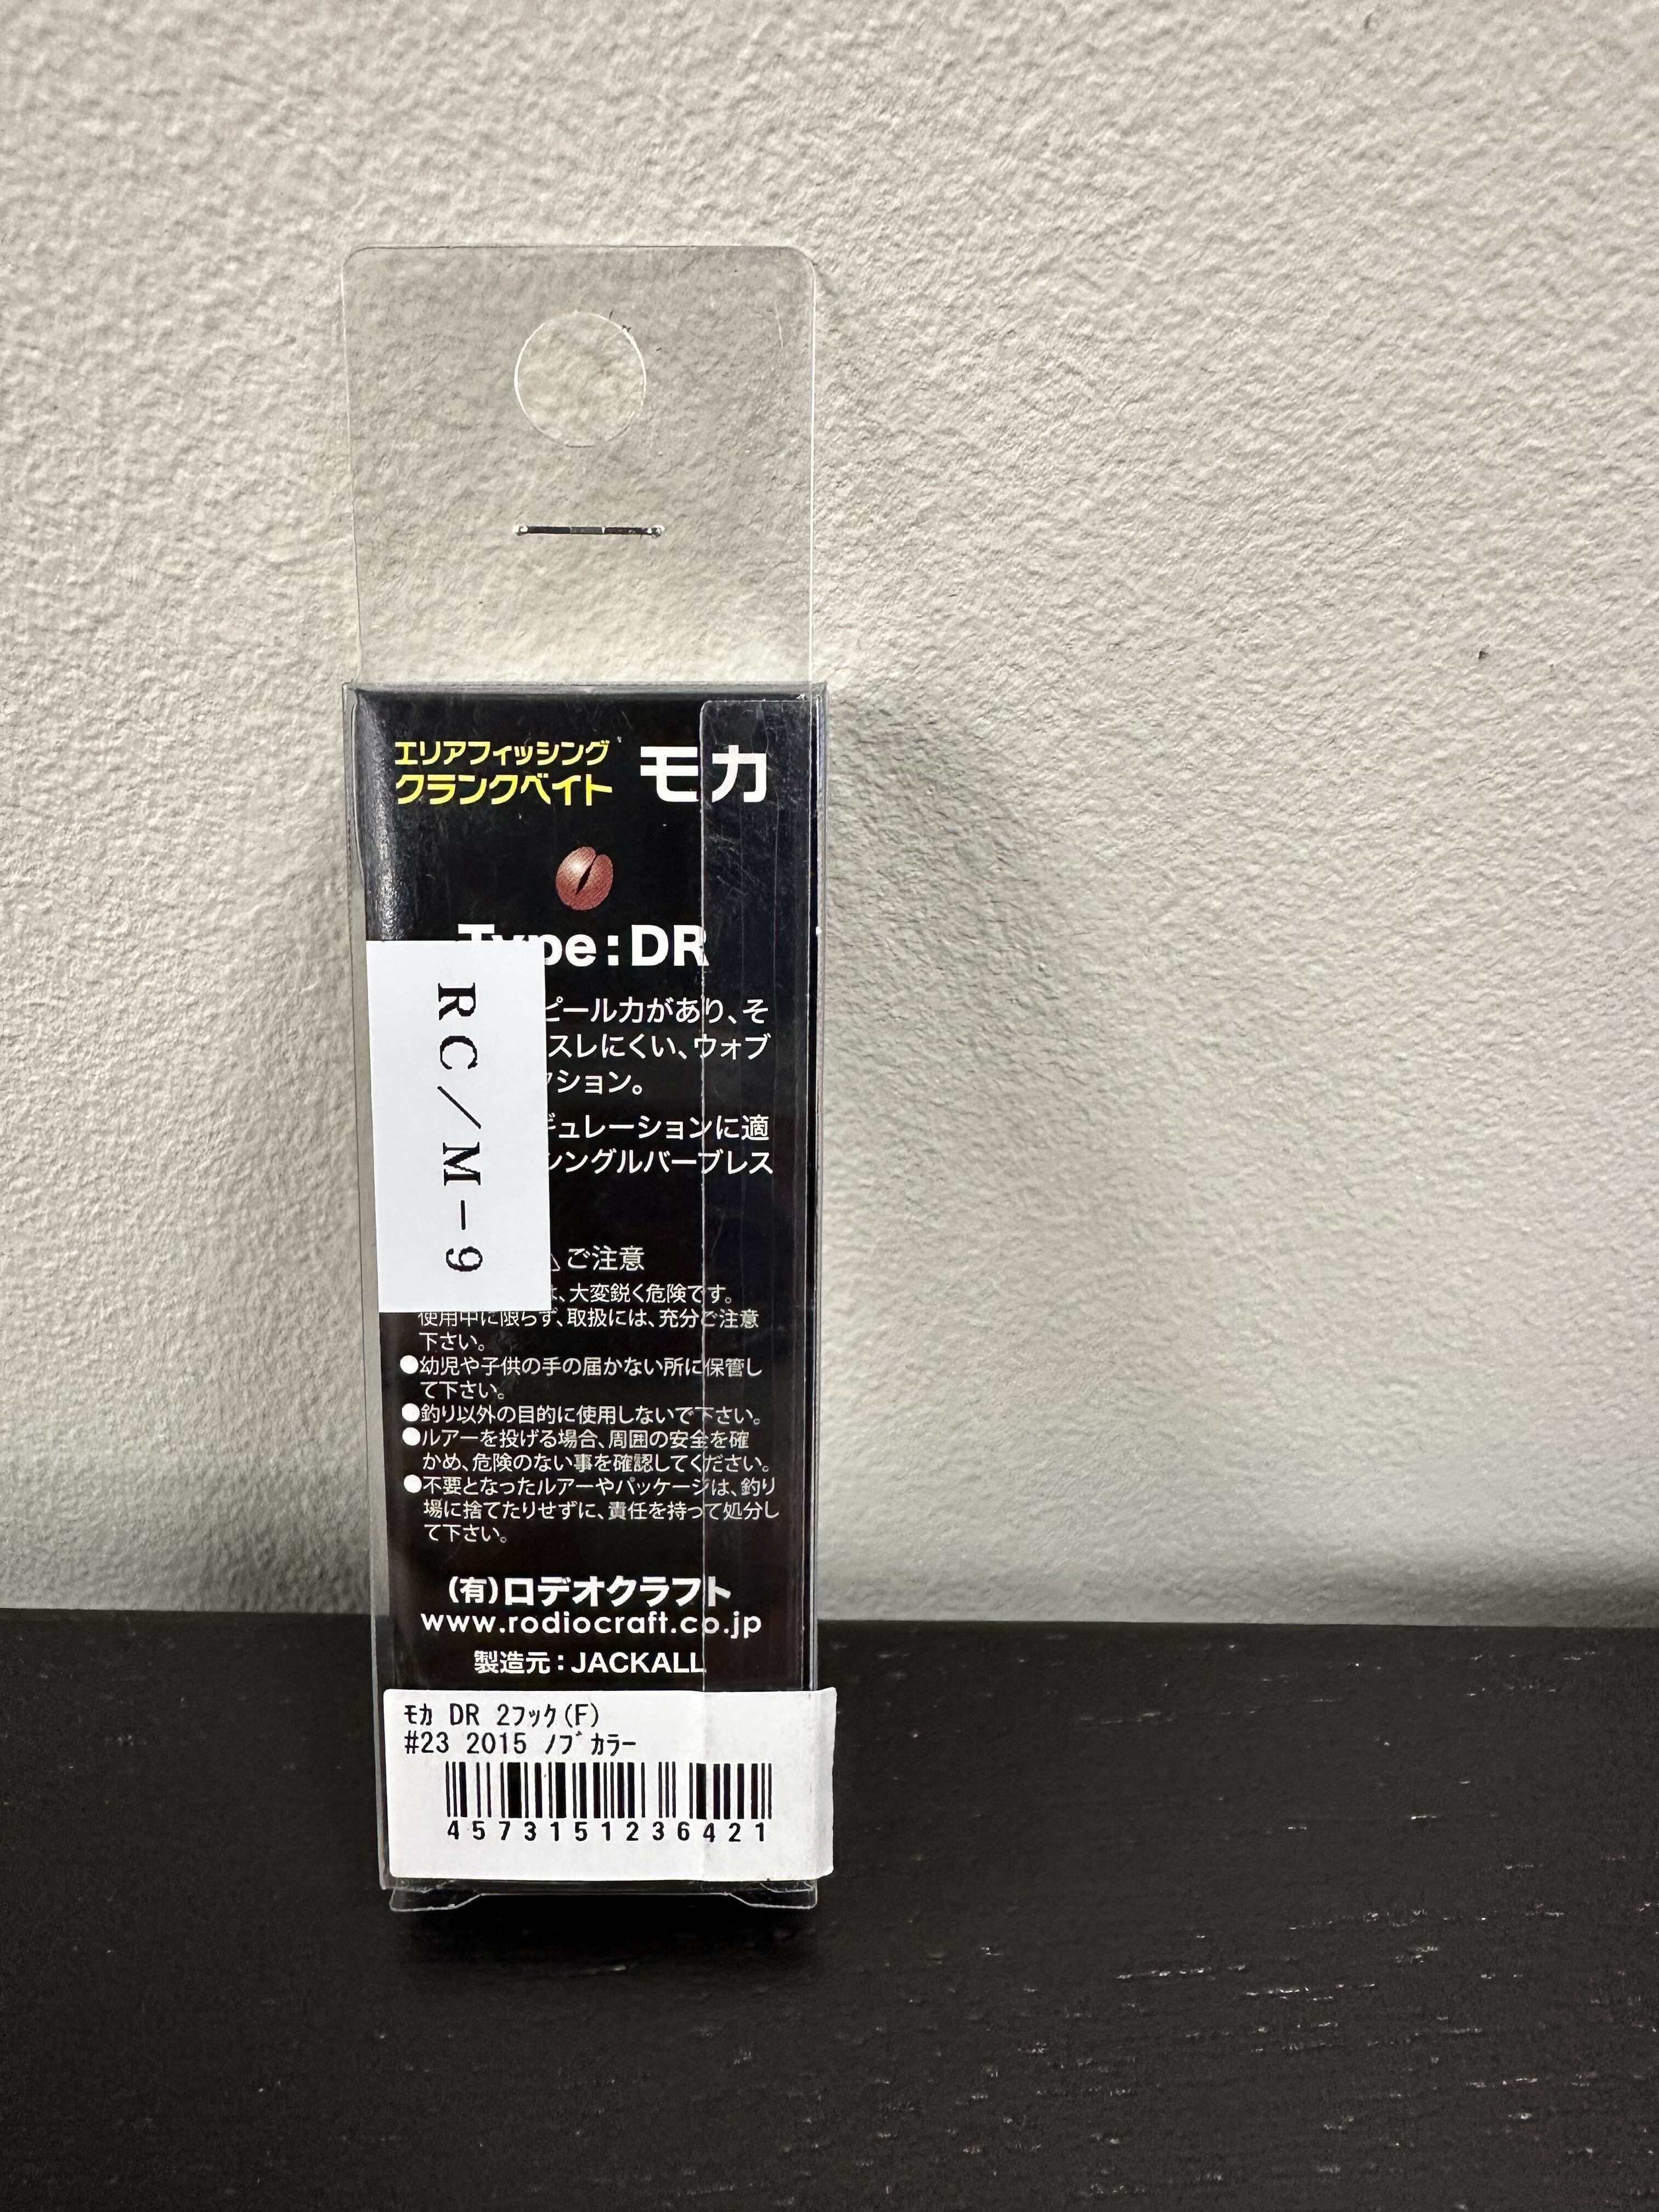 エリアフィッシング
クランクベイト
モカ
Type:DR
ピール力があり、そ
スレにくい、ウォブ
クション。
ギュレーションに適
シングルバーブレス
RC/M-9
⚠ご注意
は、大変鋭く危険です。
使用中に限らず、取扱には、充分ご注意
下さい。
●幼児や子供の手の届かない所に保管し
て下さい。
●釣り以外の目的に使用しないで下さい。
●ルアーを投げる場合、周囲の安全を確
かめ、危険のない事を確認してください。
●不要となったルアーやパッケージは、釣り
場に捨てたりせずに、責任を持って処分し
て下さい。
(有)ロデオクラフト
www.rodiocraft.co.jp
製造元:JACKALL
ﾓｶ DR 2ﾌｯｸ(F)
#23 2015 ﾉﾌﾞｶﾗｰ
4573151236421